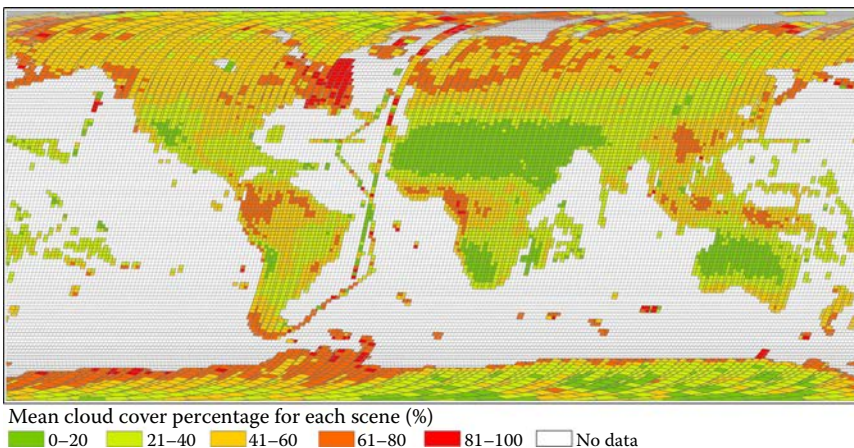 Mean cloud cover percentage for each scene (%)
0–20 21–40 41–60 61–80 81–100 No data